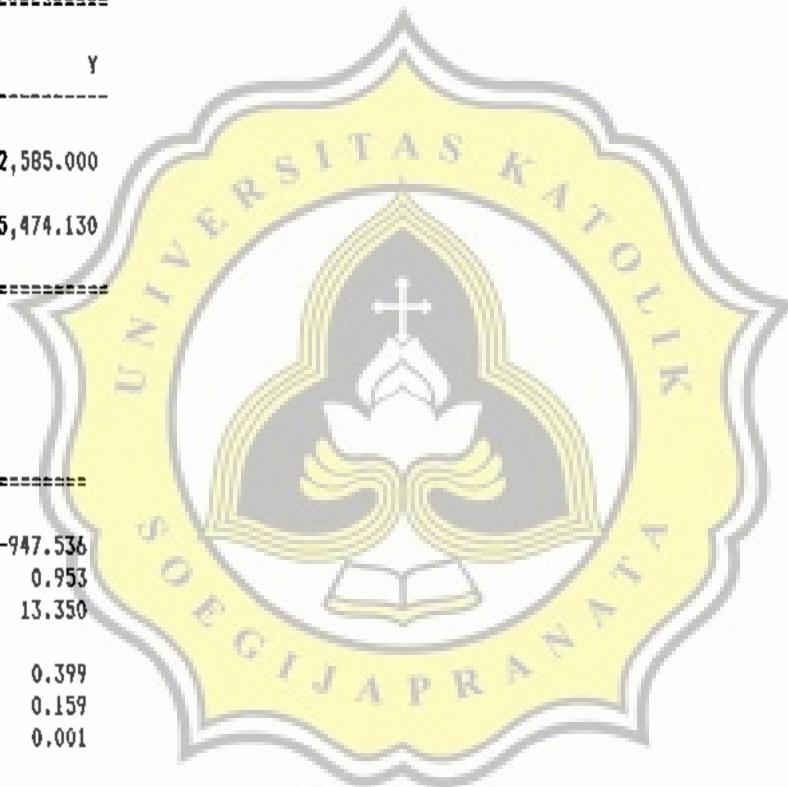 Y
2,585.000
5,474.130
UNIVERSITAS KATOLIK
SOEGIJAPRANATA
-947.536
0.953
13.350
0.399
0.159
0.001